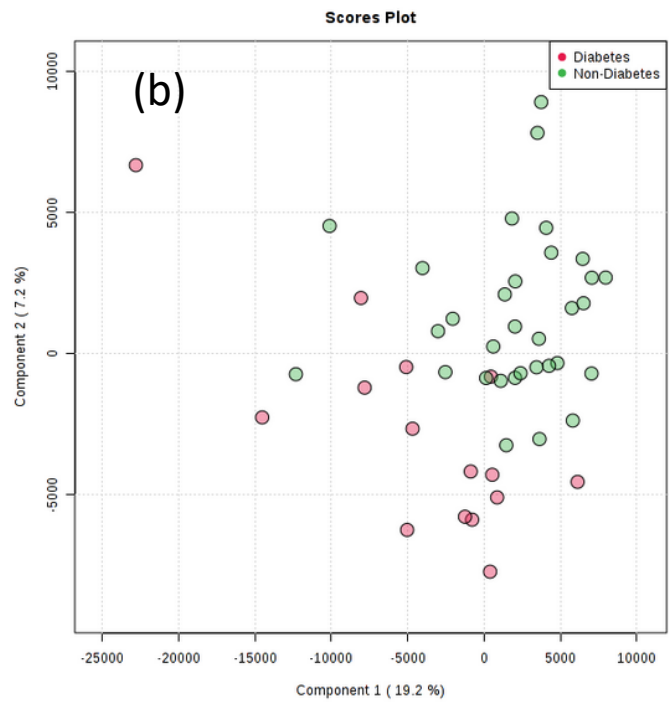 Scores Plot
Diabetes
Non-Diabetes
(b)
10000
5000
0
-5000
Component 2 ( 7.2 %)
-25000 -20000 -15000 -10000 -5000 0 5000 10000
Component 1 ( 19.2 %)